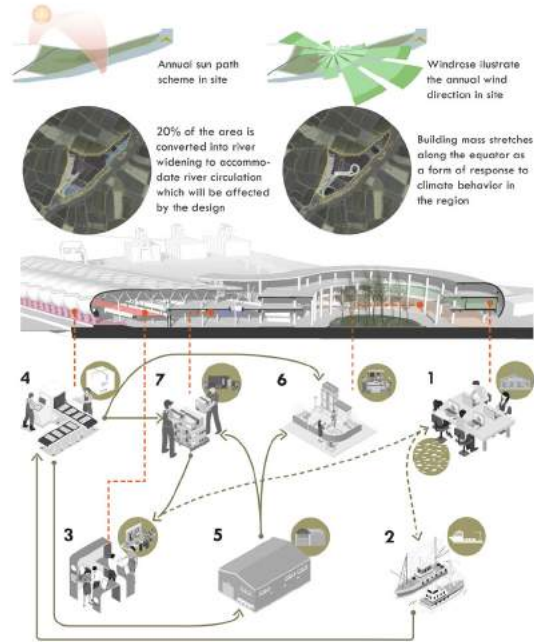 Annual sun path
scheme in site
Windrose ilustrate
the annual wind
direction in site
20% of the area is
converted into river
widening to accommo-
date river circulation
which will be affected
by the design
Building mass stretches
along the equator as
a form of response to
climate behavior in
the region
4
7
6
1
3
5
2